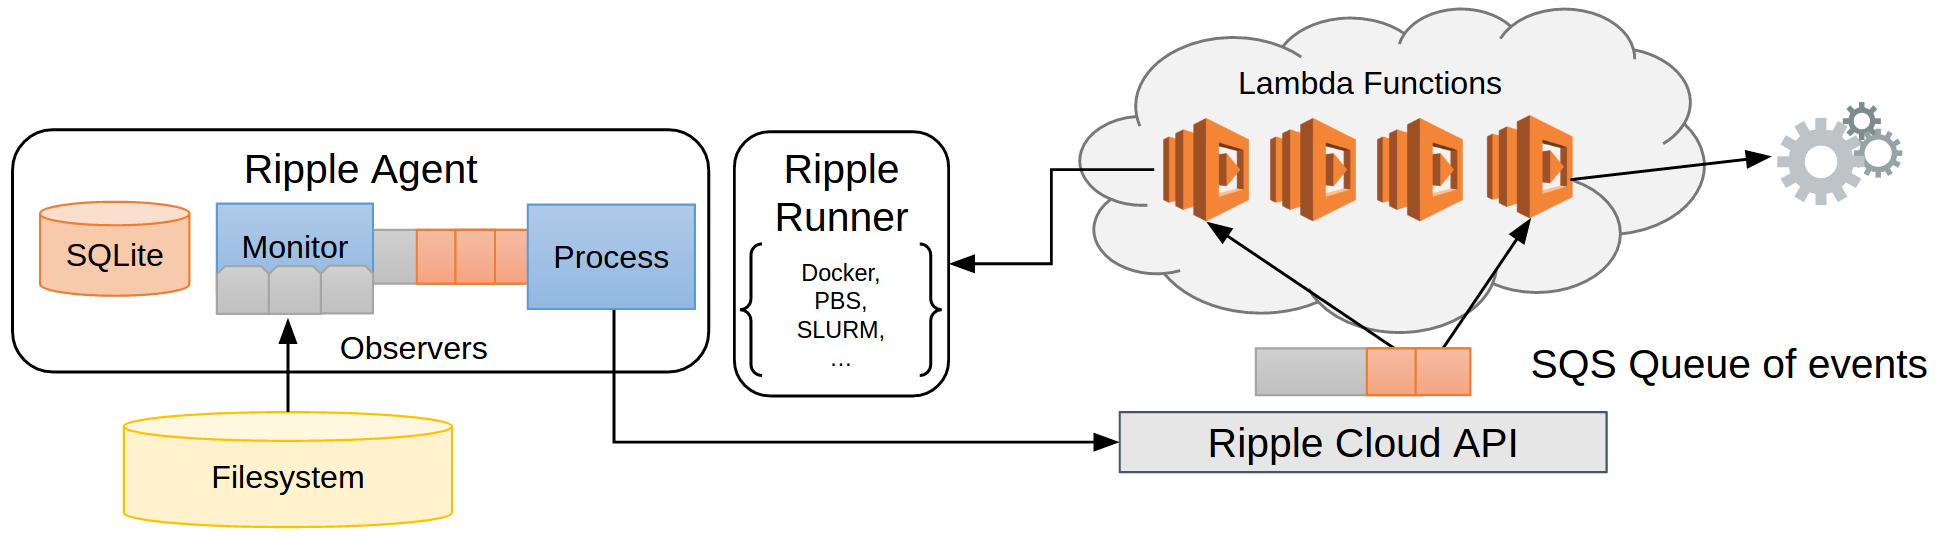 Ripple Agent
SQLite
Monitor
Process
Observers
Filesystem
Ripple
Runner
Docker,
PBS,
SLURM,
...
Lambda Functions
SQS Queue of events
Ripple Cloud API